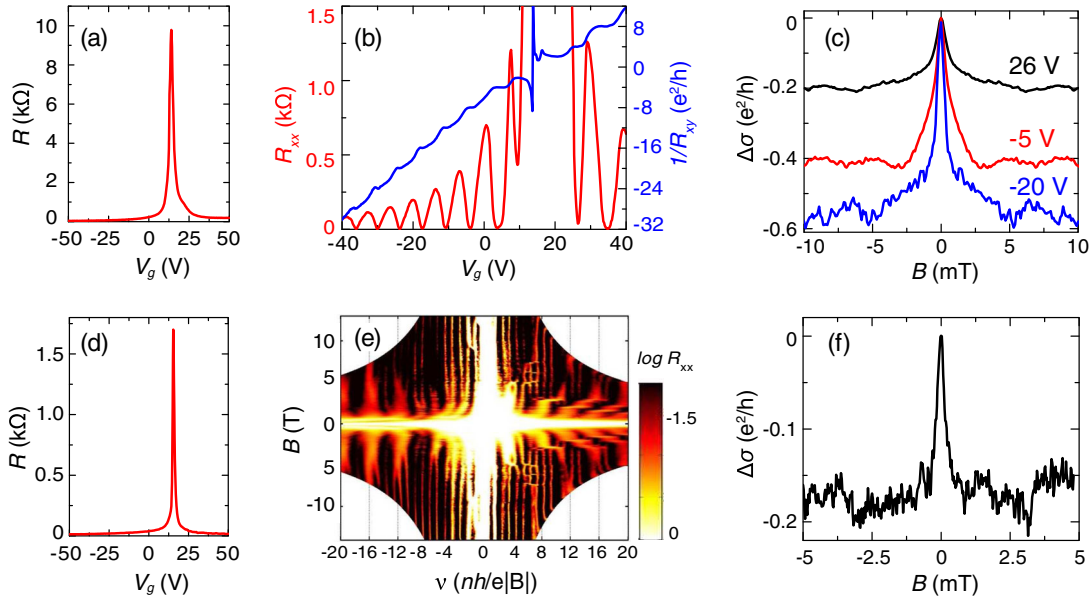 (a)
R (kΩ)
10
8
6
4
2
0
-50 -25 0 25 50
V_g (V)
(b)
R_xx (kΩ)
1.5
1
0.5
0
8
0
-8
-16
-24
-32
1/R_xy (e²/h)
-40 -20 0 20 40
V_g (V)
(c)
Δσ (e²/h)
0
-0.2
-0.4
-0.6
26 V
-5 V
-20 V
-10 -5 0 5 10
B (mT)
(d)
R (kΩ)
1.5
1.0
0.5
0
-50 -25 0 25 50
V_g (V)
(e)
B (T)
10
5
0
5
-10
-20 -16 -12 -8 -4 0 4 8 12 16 20
ν (nh/e|B|)
log R_xx
-1.5
0
(f)
Δσ (e²/h)
0
-0.1
-0.2
-5 -2.5 0 2.5 5
B (mT)